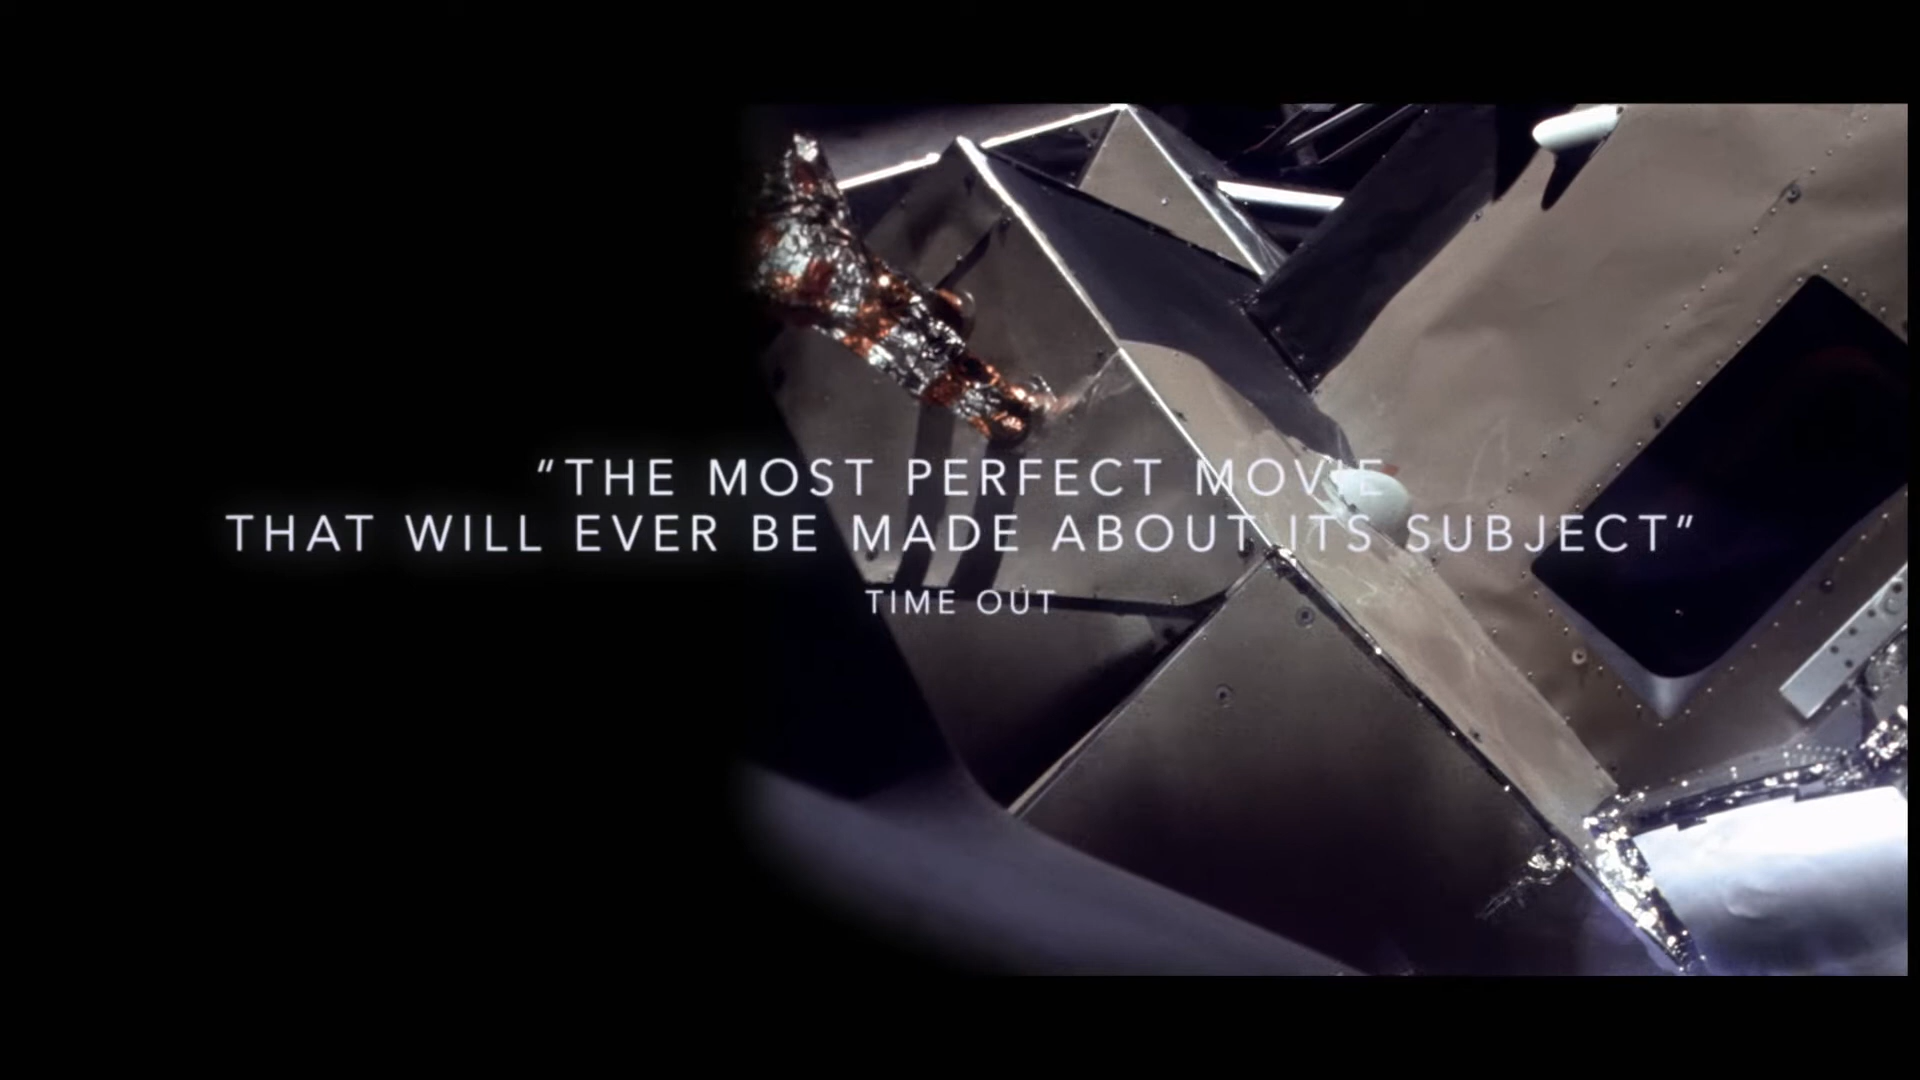 “THE MOST PERFECT MOVIE
THAT WILL EVER BE MADE ABOUT ITS SUBJECT”
TIME OUT